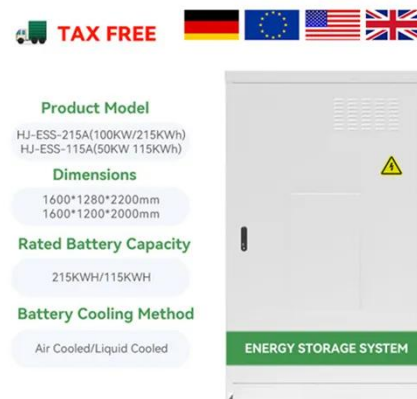 TAX FREE
Product Model
HJ-ESS-215A(100KW/215KWh)
HJ-ESS-115A(50KW 115KWh)
Dimensions
1600*1280*2200mm
1600*1200*2000mm
Rated Battery Capacity
215KWH/115KWH
Battery Cooling Method
Air Cooled/Liquid Cooled
ENERGY STORAGE SYSTEM